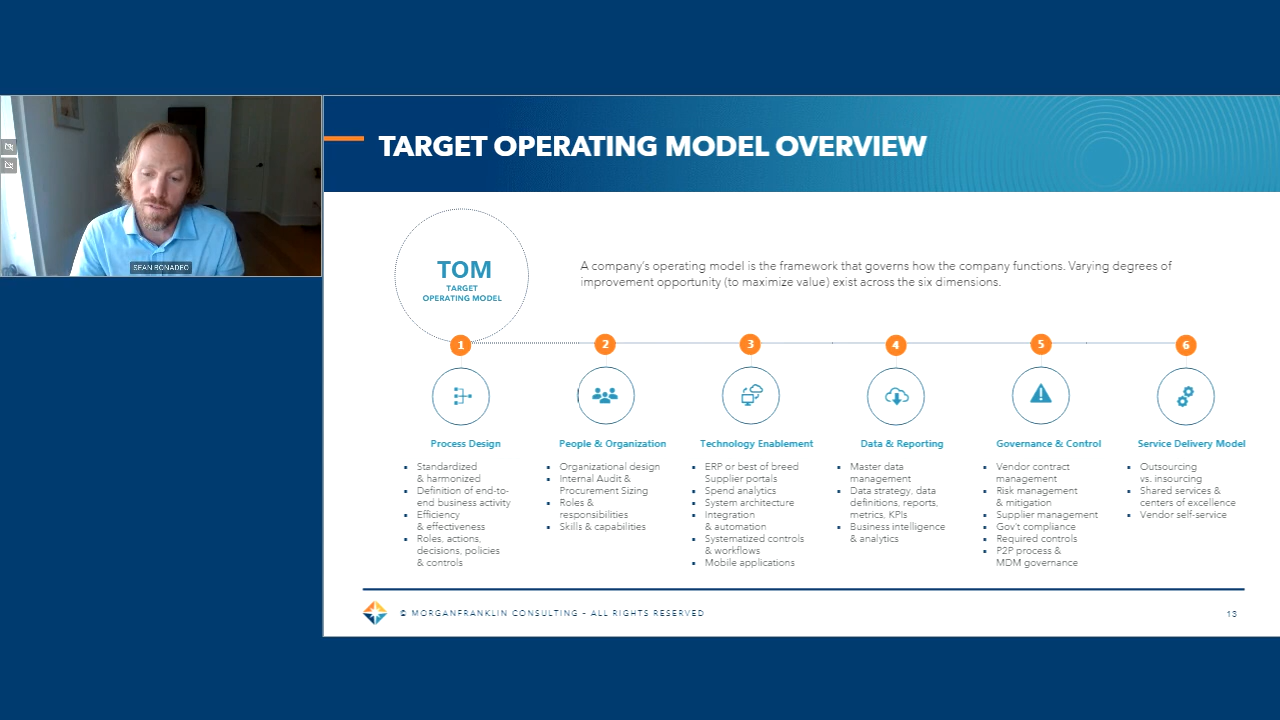 SEAN BONADEO
TARGET OPERATING MODEL OVERVIEW
TOM
TARGET
OPERATING MODEL
A company's operating model is the framework that governs how the company functions. Varying degrees of
improvement opportunity (to maximize value) exist across the six dimensions.
1
2
3
4
5
6
Process Design
▪ Standardized
& harmonized
▪ Definition of end-to-
end business activity
▪ Efficiency
& effectiveness
▪ Roles, actions,
decisions, policies
& controls
People & Organization
▪ Organizational design
▪ Internal Audit &
Procurement Sizing
▪ Roles &
responsibilities
▪ Skills & capabilities
Technology Enablement
▪ ERP or best of breed
Supplier portals
▪ Spend analytics
▪ System architecture
▪ Integration
& automation
▪ Systematized controls
& workflows
▪ Mobile applications
Data & Reporting
▪ Master data
management
▪ Data strategy, data
definitions, reports,
metrics, KPIs
▪ Business intelligence
& analytics
Governance & Control
▪ Vendor contract
management
▪ Risk management
& mitigation
▪ Supplier management
▪ Gov't compliance
▪ Required controls
▪ P2P process &
MDM governance
Service Delivery Model
▪ Outsourcing
vs. insourcing
▪ Shared services &
centers of excellence
▪ Vendor self-service
© MORGANFRANKLIN CONSULTING – ALL RIGHTS RESERVED
13